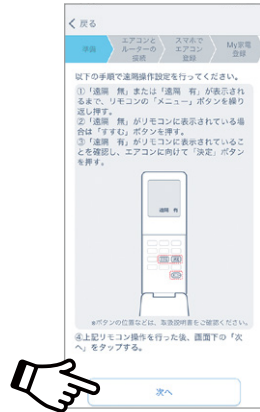 戻る
準備
エアコンと
ルーターの
接続
スマホで
エアコン
登録
My家電
登録
以下の手順で遠隔操作設定を行ってください。
①「遠隔　無」または「遠隔　有」が表示され
るまで、リモコンの「メニュー」ボタンを繰り
返し押す。
②「遠隔　無」がリモコンに表示されている場
合は「すすむ」ボタンを押す。
③「遠隔　有」がリモコンに表示されているこ
とを確認し、エアコンに向けて「決定」ボタン
を押す。
遠隔　有
※ボタンの位置などは、取扱説明書をご確認ください。
④上記リモコン操作を行った後、画面下の「次
へ」をタップする。
次へ